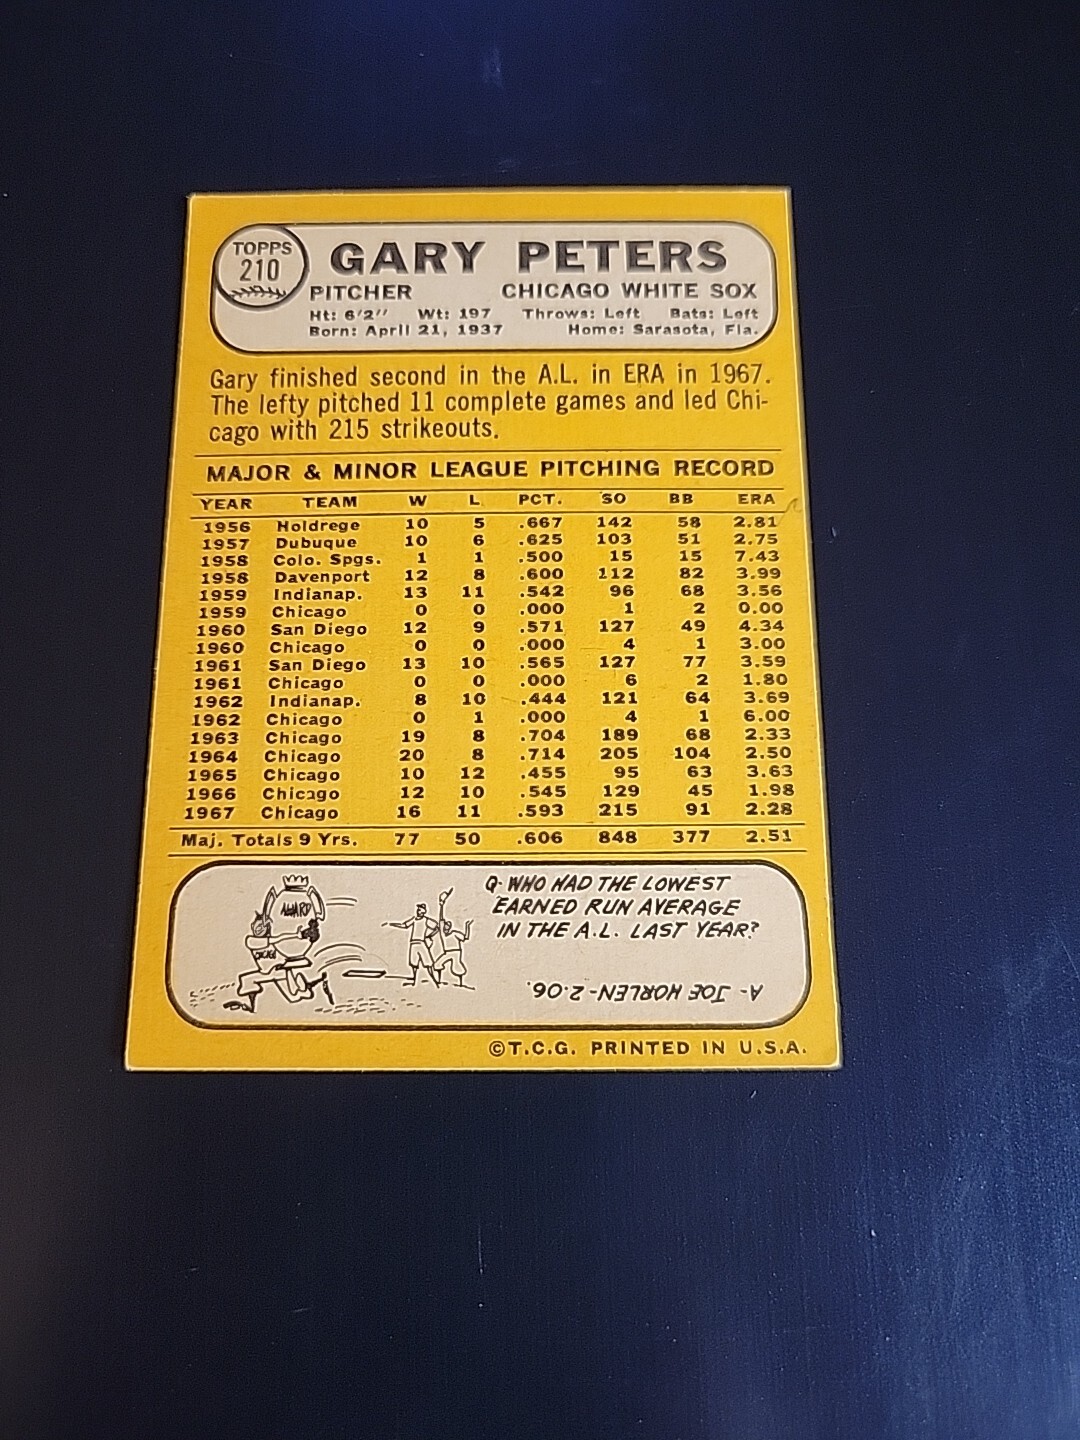 TOPPS
210
GARY PETERS
PITCHER CHICAGO WHITE SOX
Ht: 6'2'' Wt: 197 Throws: Left Bats: Left
Born: April 21, 1937 Home: Sarasota, Fla.
Gary finished second in the A.L. in ERA in 1967.
The lefty pitched 11 complete games and led Chi-
cago with 215 strikeouts.
MAJOR & MINOR LEAGUE PITCHING RECORD
YEAR TEAM W L PCT. SO BB ERA
1956 Holdrege 10 5 .667 142 58 2.81
1957 Dubuque 10 6 .625 103 51 2.75
1958 Colo. Spgs. 1 1 .500 15 15 7.43
1958 Davenport 12 8 .600 112 82 3.99
1959 Indianap. 13 11 .542 96 68 3.56
1959 Chicago 0 0 .000 1 2 0.00
1960 San Diego 12 9 .571 127 49 4.34
1960 Chicago 0 0 .000 4 1 3.00
1961 San Diego 13 10 .565 127 77 3.59
1961 Chicago 0 0 .000 6 2 1.80
1962 Indianap. 8 10 .444 121 64 3.69
1962 Chicago 0 1 .000 4 1 6.00
1963 Chicago 19 8 .704 189 68 2.33
1964 Chicago 20 8 .714 205 104 2.50
1965 Chicago 10 12 .455 95 63 3.63
1966 Chicago 12 10 .545 129 45 1.98
1967 Chicago 16 11 .593 215 91 2.28
Maj. Totals 9 Yrs. 77 50 .606 848 377 2.51
AWARD
CHICAGO
Q- WHO HAD THE LOWEST
EARNED RUN AVERAGE
IN THE A.L. LAST YEAR?
A- JOE HORLEN-2.06.
©T.C.G. PRINTED IN U.S.A.